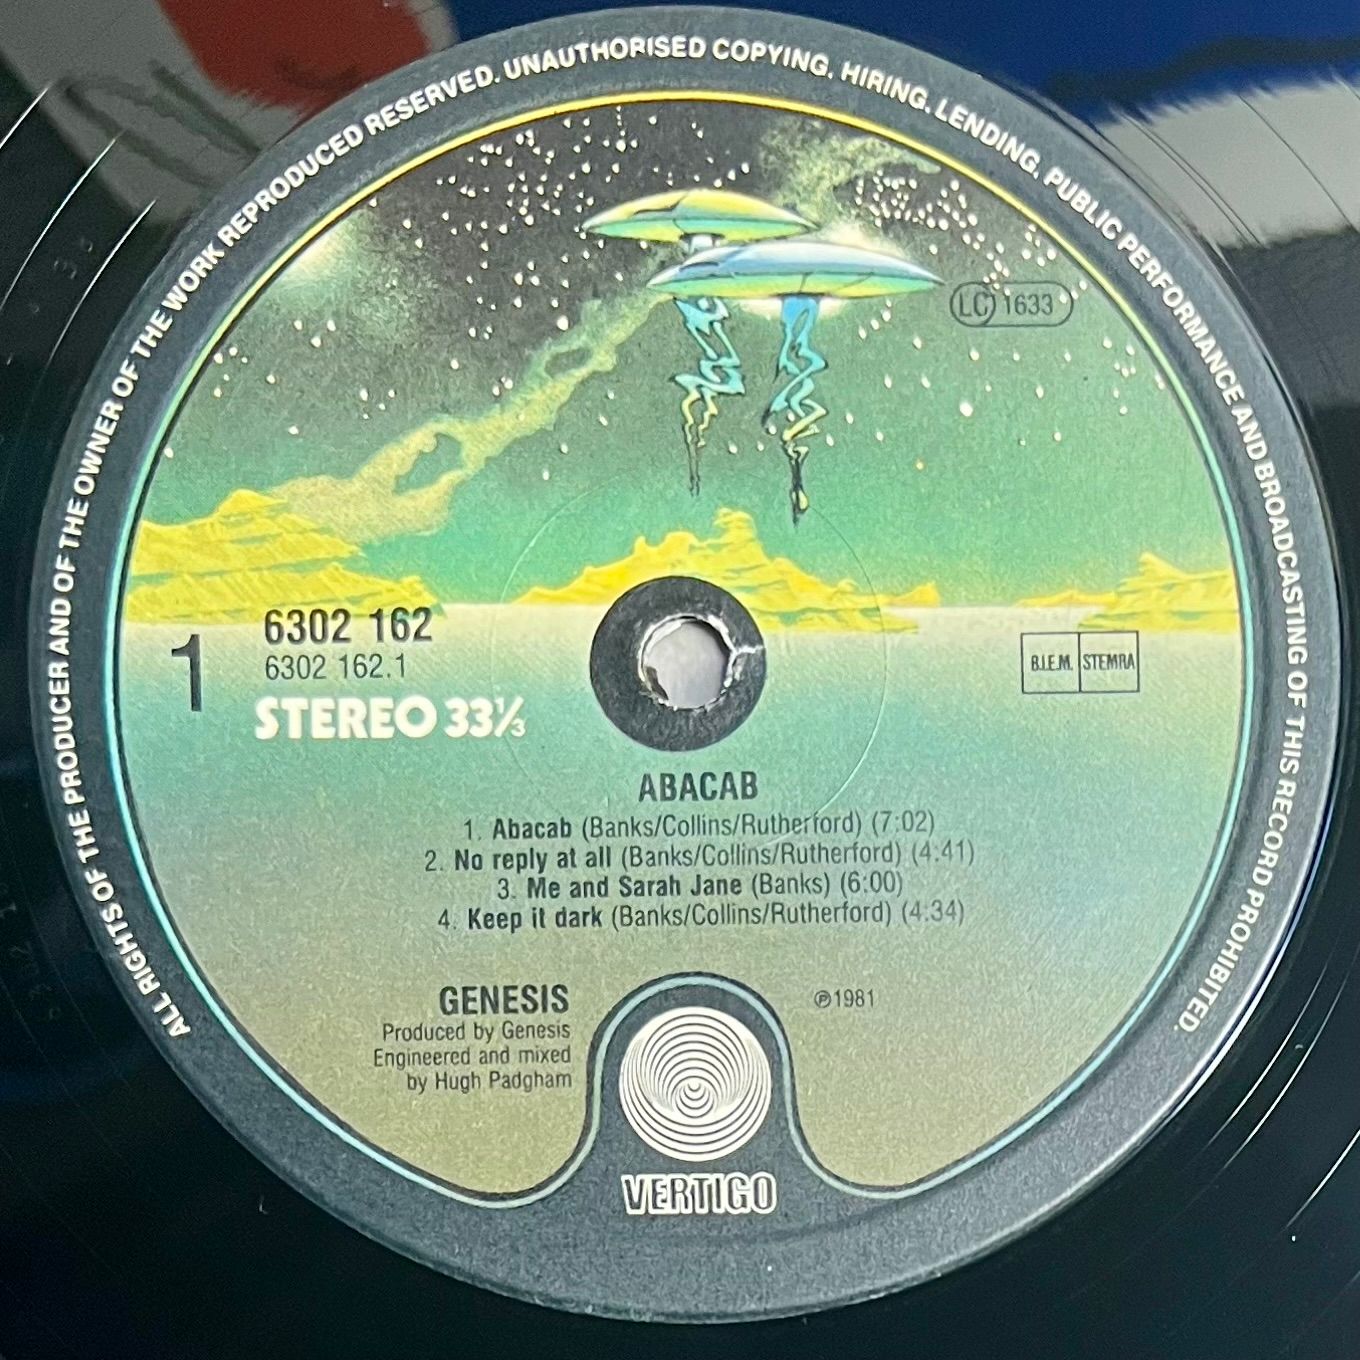 ALL RIGHTS OF THE PRODUCER AND OF THE OWNER OF THE WORK REPRODUCED RESERVED. UNAUTHORISED COPYING, HIRING, LENDING, PUBLIC PERFORMANCE AND BROADCASTING OF THIS RECORD PROHIBITED.
LC 1633
1
6302 162
6302 162.1
STEREO 33⅓
B.I.E.M. STEMRA
ABACAB
1. Abacab (Banks/Collins/Rutherford) (7:02)
2. No reply at all (Banks/Collins/Rutherford) (4:41)
3. Me and Sarah Jane (Banks) (6:00)
4. Keep it dark (Banks/Collins/Rutherford) (4:34)
GENESIS
Produced by Genesis
Engineered and mixed
by Hugh Padgham
℗1981
VERTIGO